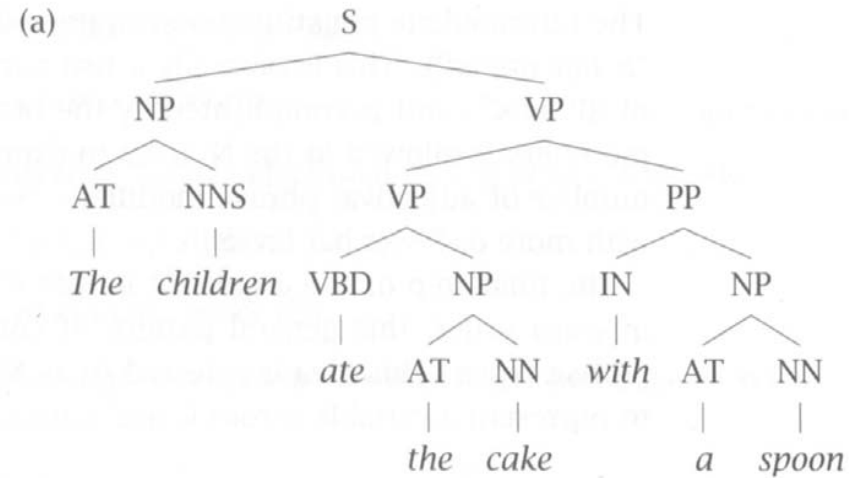 (a) S
NP VP
AT NNS VP PP
The children VBD NP IN NP
ate AT NN with AT NN
the cake a spoon